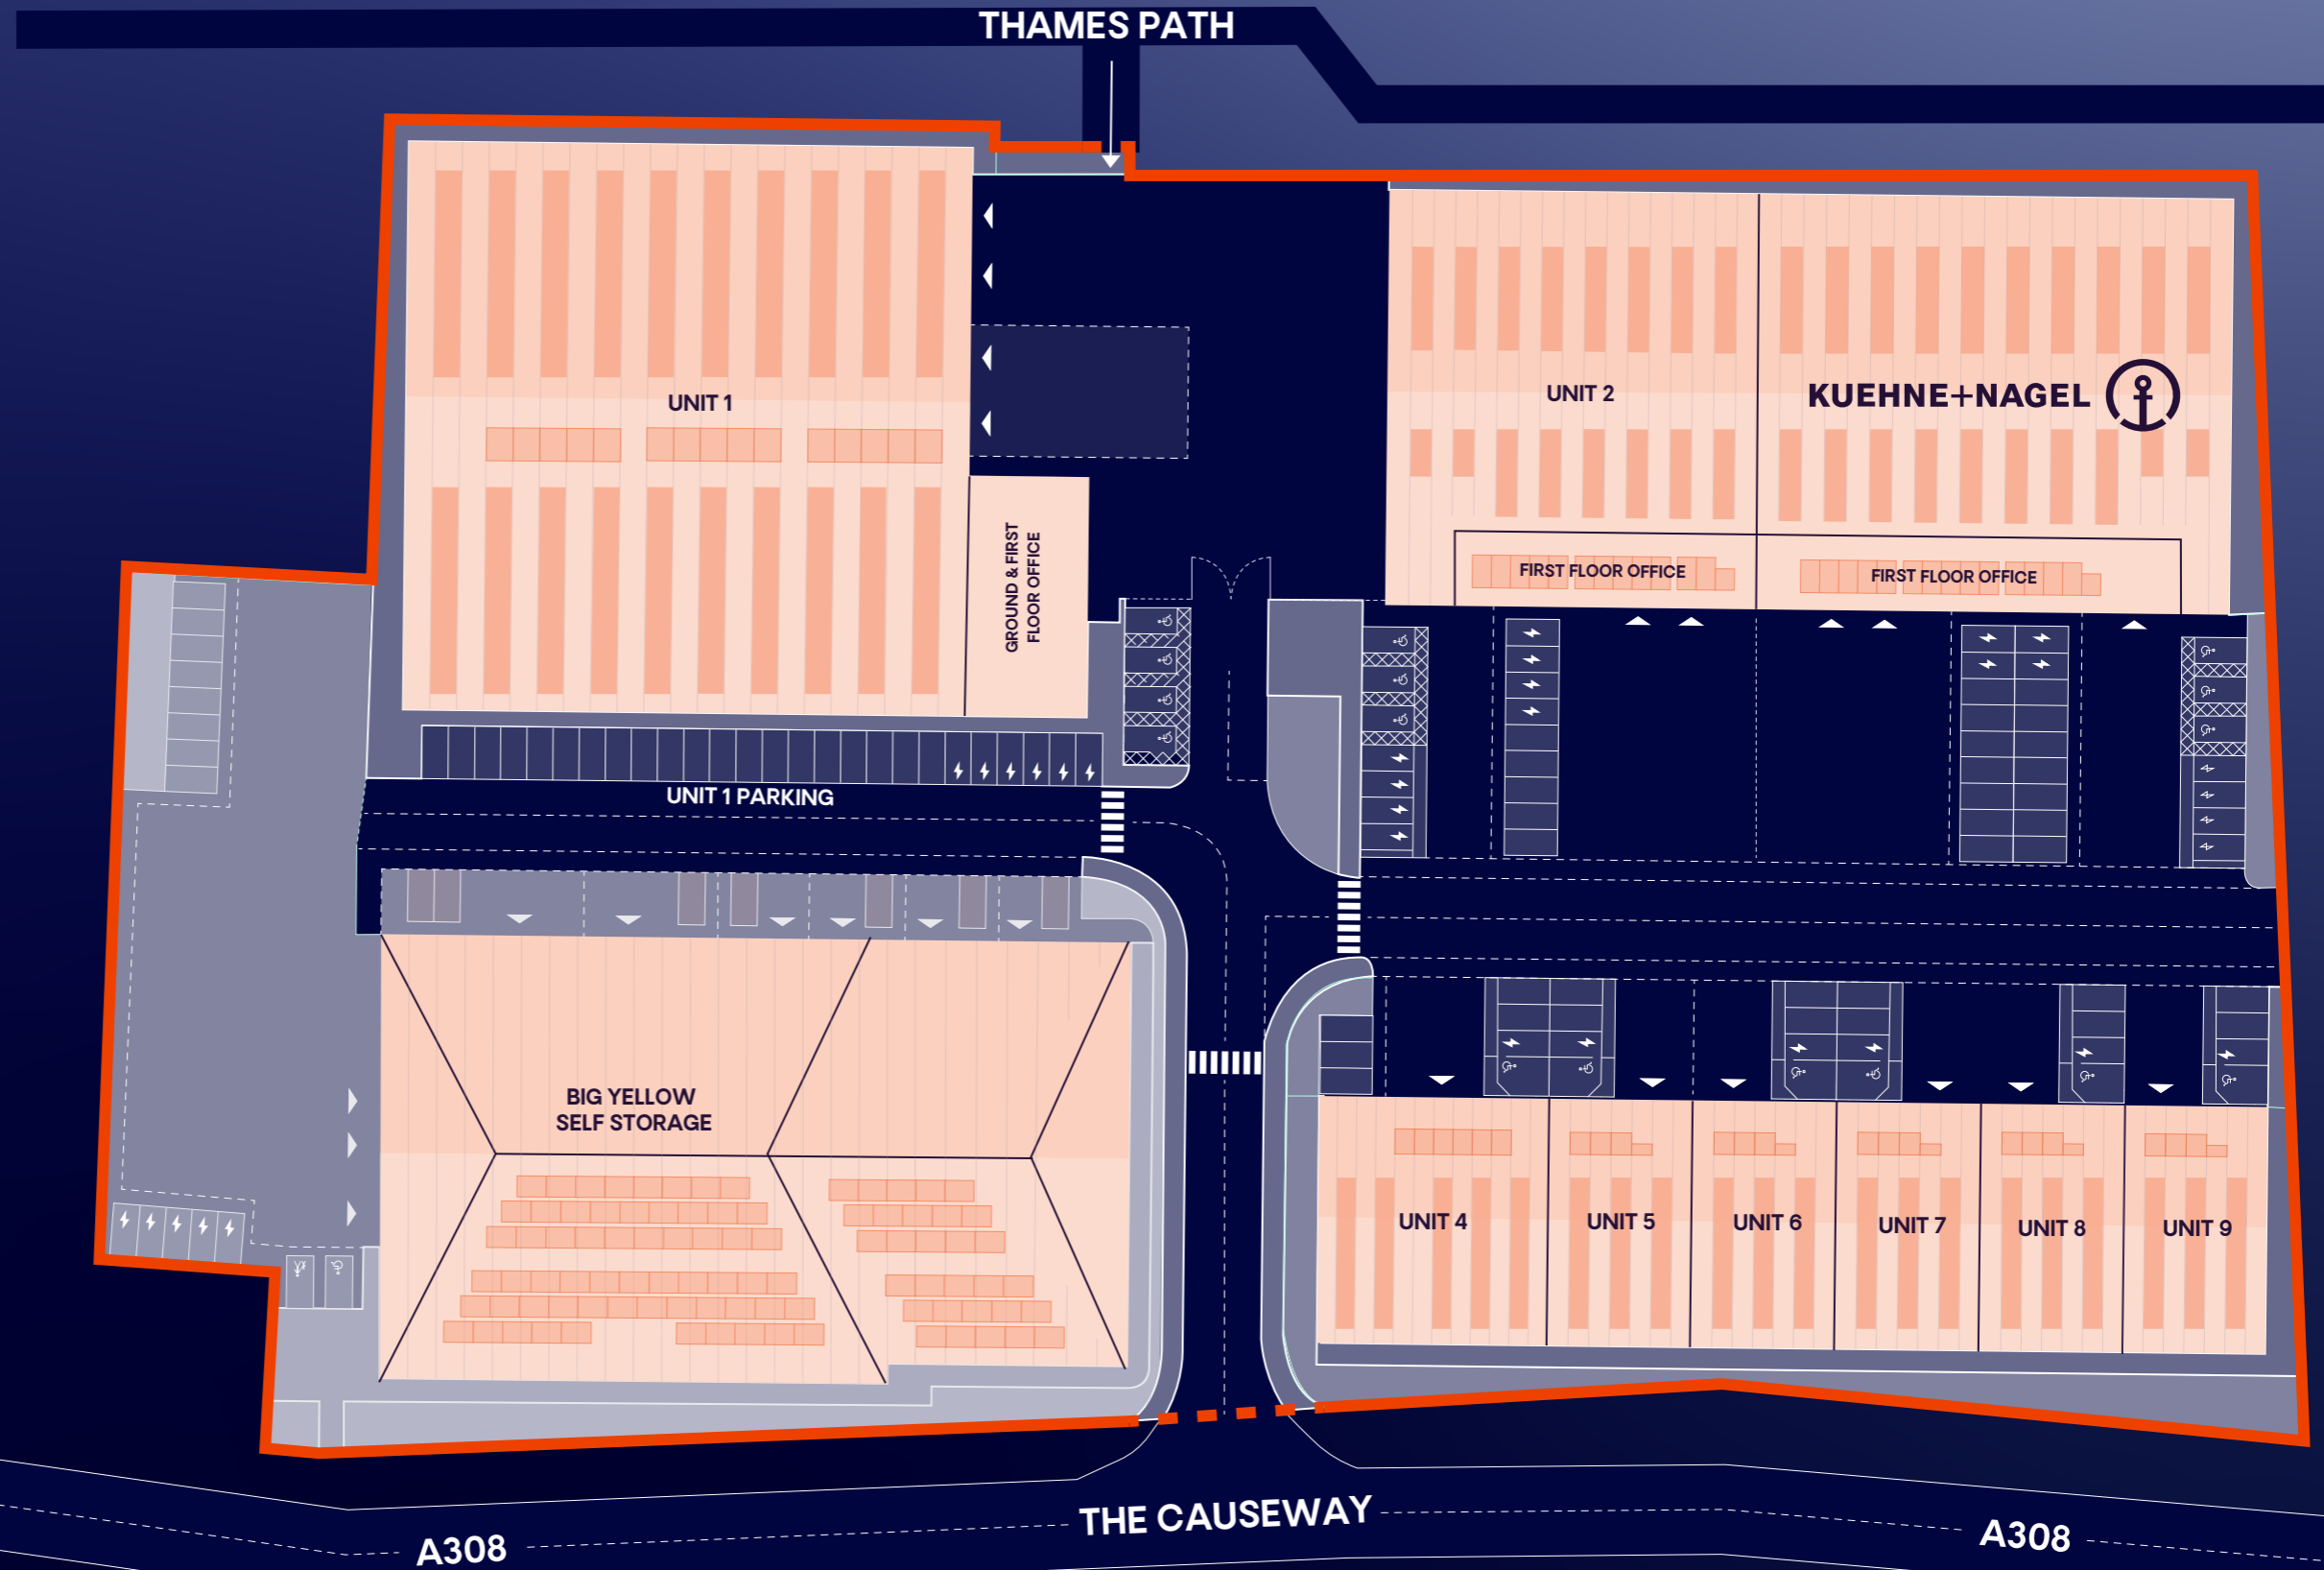 THAMES PATH
UNIT 1
UNIT 2
KUEHNE+NAGEL
GROUND & FIRST
FLOOR OFFICE
FIRST FLOOR OFFICE
FIRST FLOOR OFFICE
UNIT 1 PARKING
BIG YELLOW
SELF STORAGE
UNIT 4
UNIT 5
UNIT 6
UNIT 7
UNIT 8
UNIT 9
THE CAUSEWAY
A308
A308